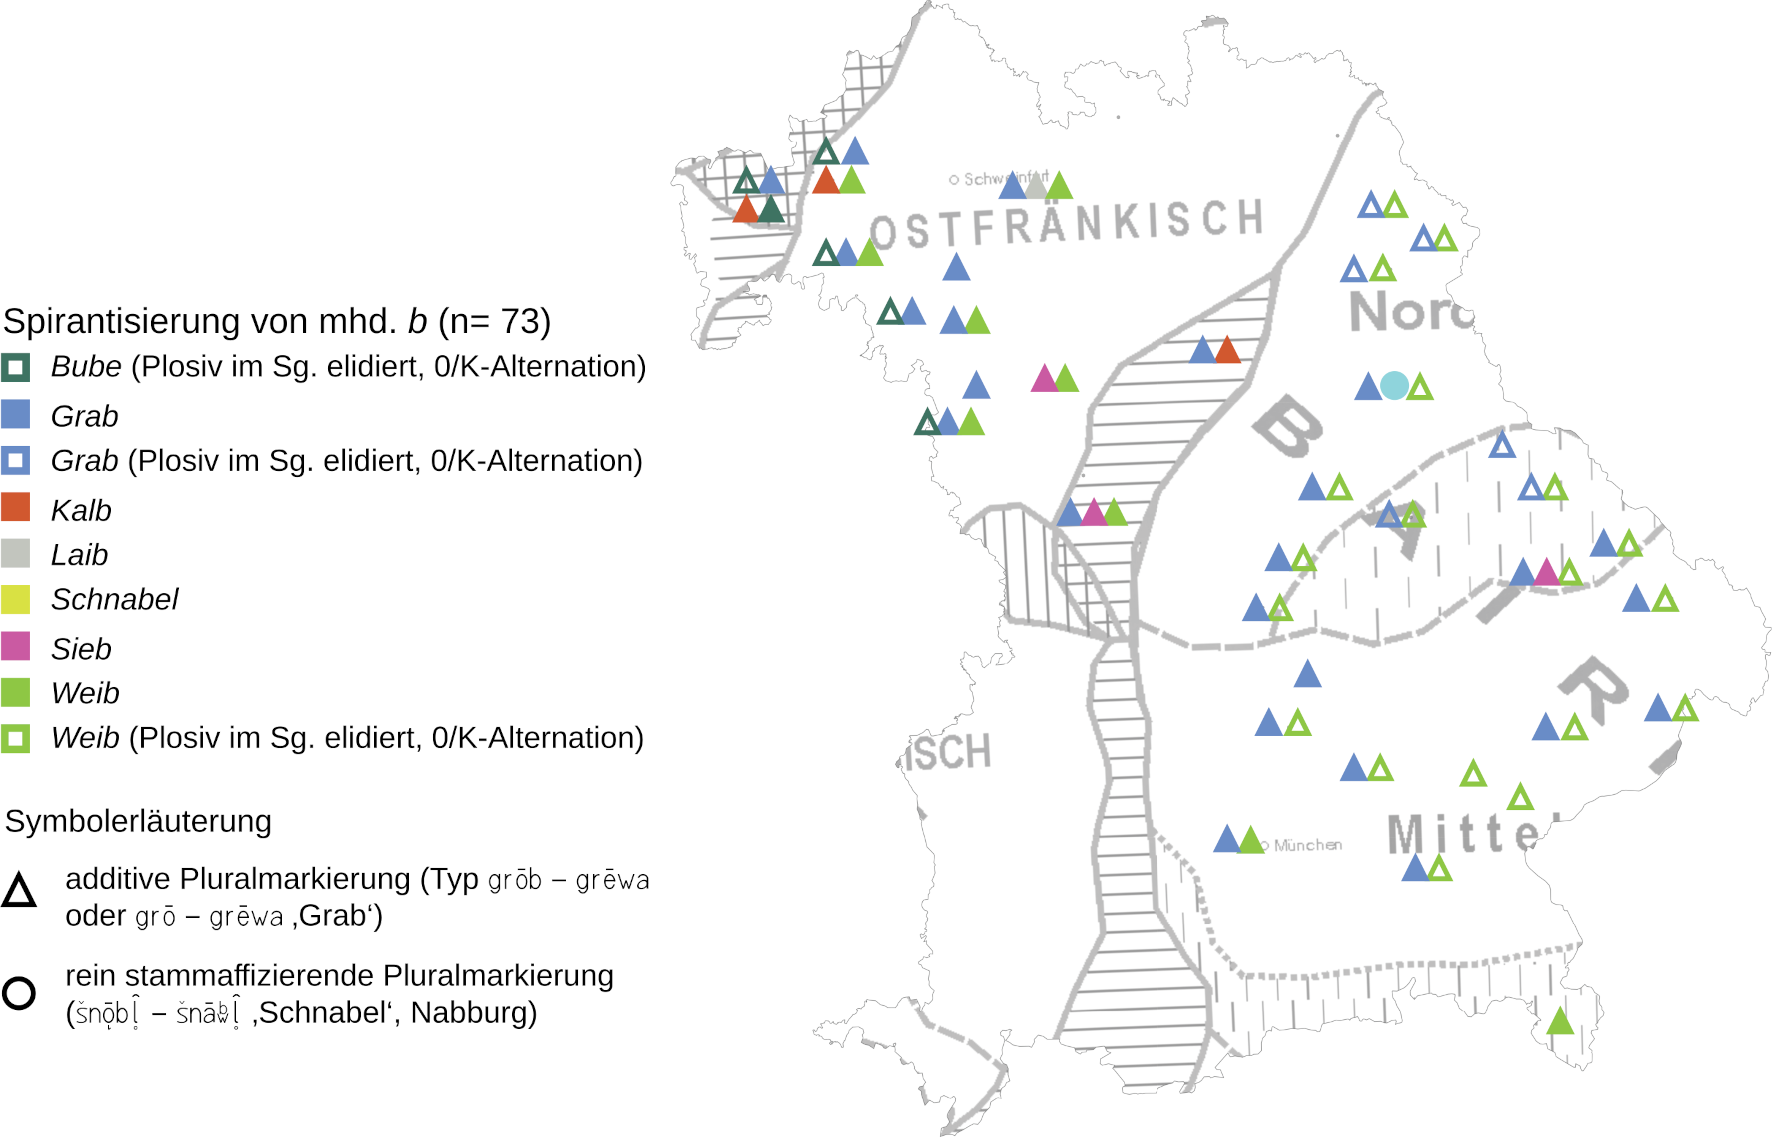 Spirantisierung von mhd. b (n= 73)
Bube (Plosiv im Sg. elidiert, 0/K-Alternation)
Grab
Grab (Plosiv im Sg. elidiert, 0/K-Alternation)
Kalb
Laib
Schnabel
Sieb
Weib
Weib (Plosiv im Sg. elidiert, 0/K-Alternation)
Symbolerläuterung
additive Pluralmarkierung (Typ grōb – grēwa
oder grō – grēwa ‚Grab‘)
rein stammaffizierende Pluralmarkierung
‚Schnabel‘, Nabburg)
Schweinfurt
OSTFRÄNKISCH
Nord
B
A
I
R
ISCH
München
Mitte